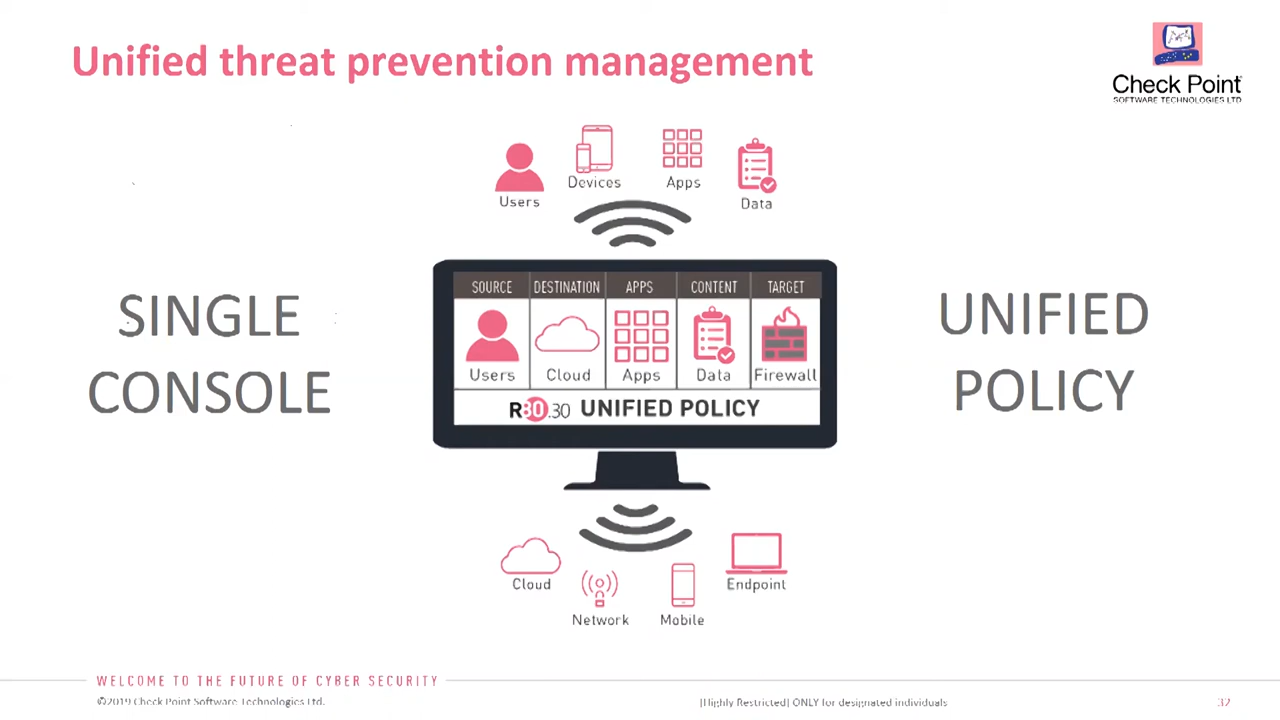 Unified threat prevention management
Check Point
SOFTWARE TECHNOLOGIES LTD
Users
Devices
Apps
Data
SINGLE
CONSOLE
SOURCE DESTINATION APPS CONTENT TARGET
Users Cloud Apps Data Firewall
R80.30 UNIFIED POLICY
UNIFIED
POLICY
Cloud
Network
Mobile
Endpoint
WELCOME TO THE FUTURE OF CYBER SECURITY
©2019 Check Point Software Technologies Ltd.
[Highly Restricted] ONLY for designated individuals
32